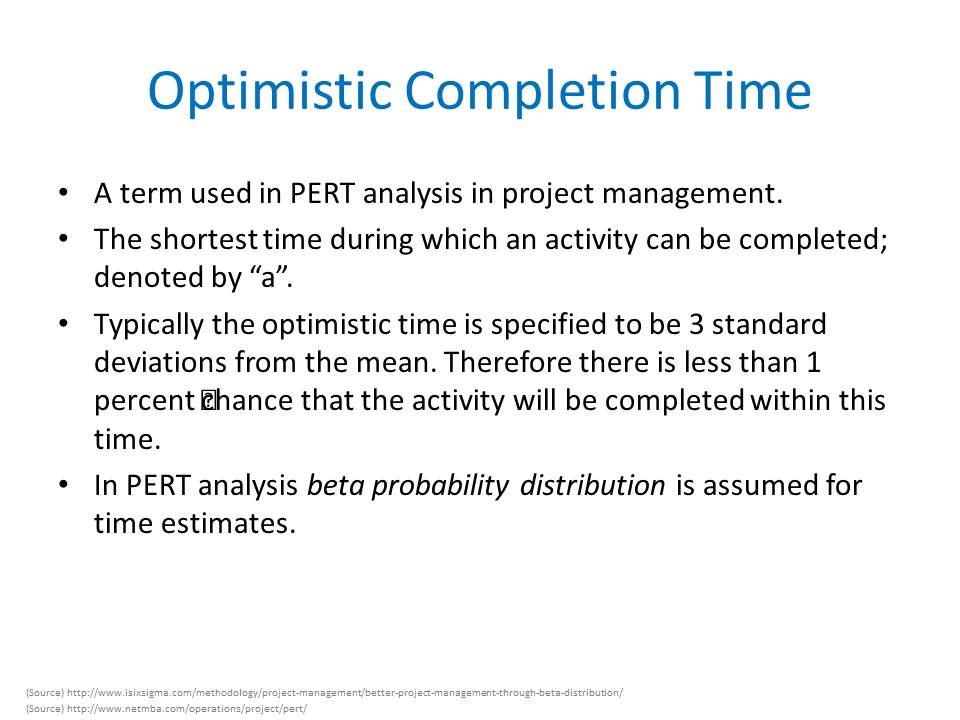 Optimistic Completion Time
• A term used in PERT analysis in project management.
• The shortest time during which an activity can be completed;
denoted by “a”.
• Typically the optimistic time is specified to be 3 standard
deviations from the mean. Therefore there is less than 1
percent chance that the activity will be completed within this
time.
• In PERT analysis beta probability distribution is assumed for
time estimates.
(Source) http://www.isixsigma.com/methodology/project-management/better-project-management-through-beta-distribution/
(Source) http://www.netmba.com/operations/project/pert/